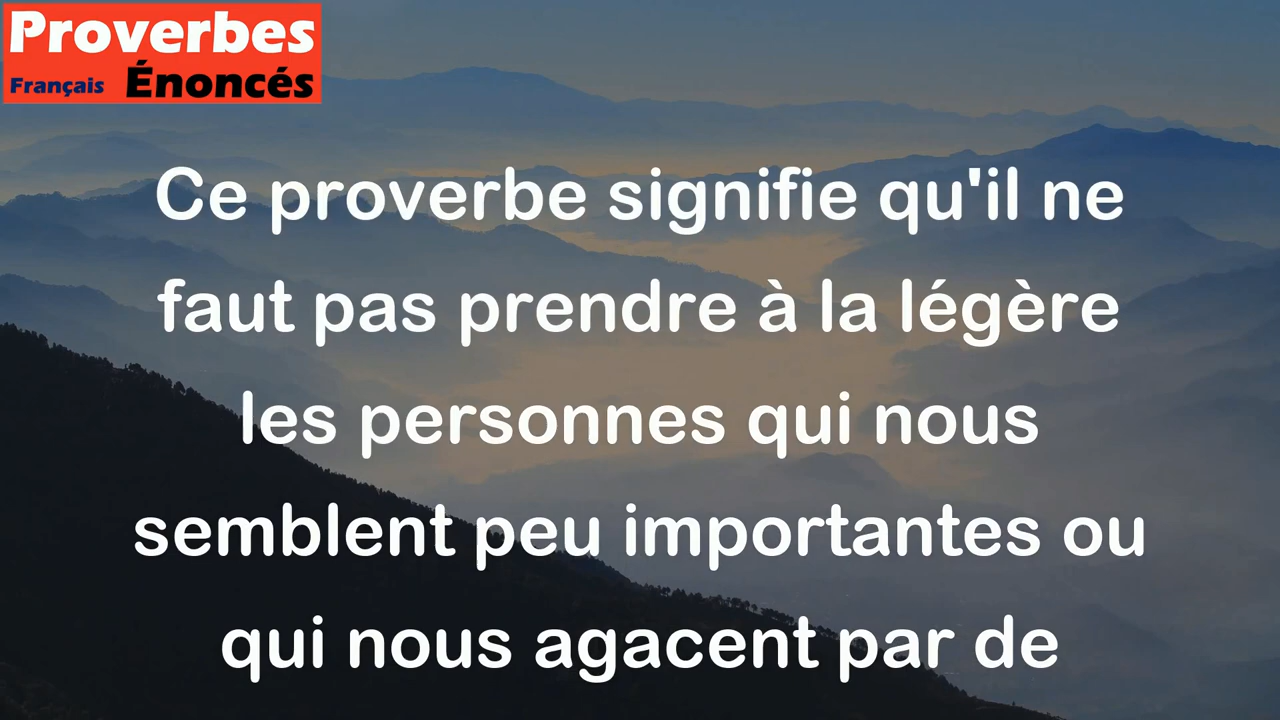 Proverbes
Français Énoncés
Ce proverbe signifie qu'il ne
faut pas prendre à la légère
les personnes qui nous
semblent peu importantes ou
qui nous agacent par de